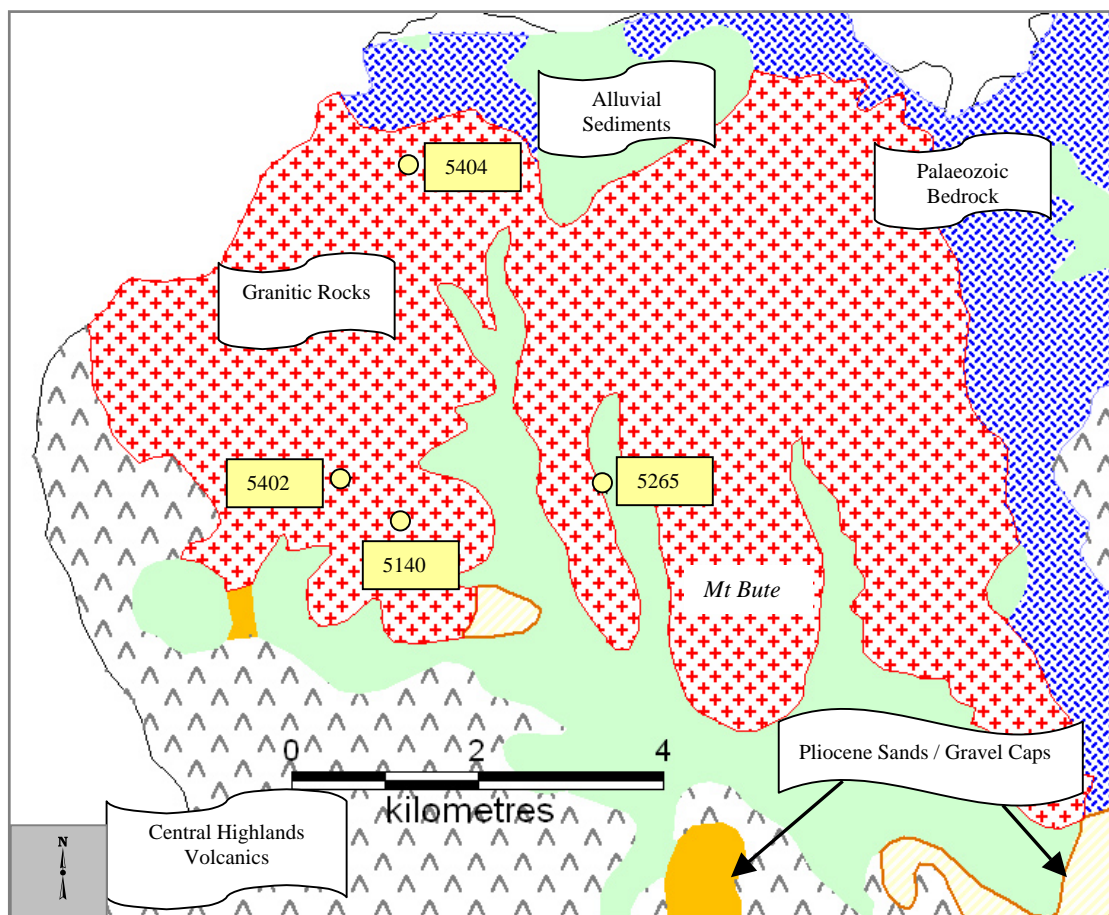 Alluvial
Sediments
5404
Palaeozoic
Bedrock
Granitic Rocks
5402
5265
5140
Mt Bute
Pliocene Sands / Gravel Caps
0 2 4
kilometres
Central Highlands
Volcanics
N